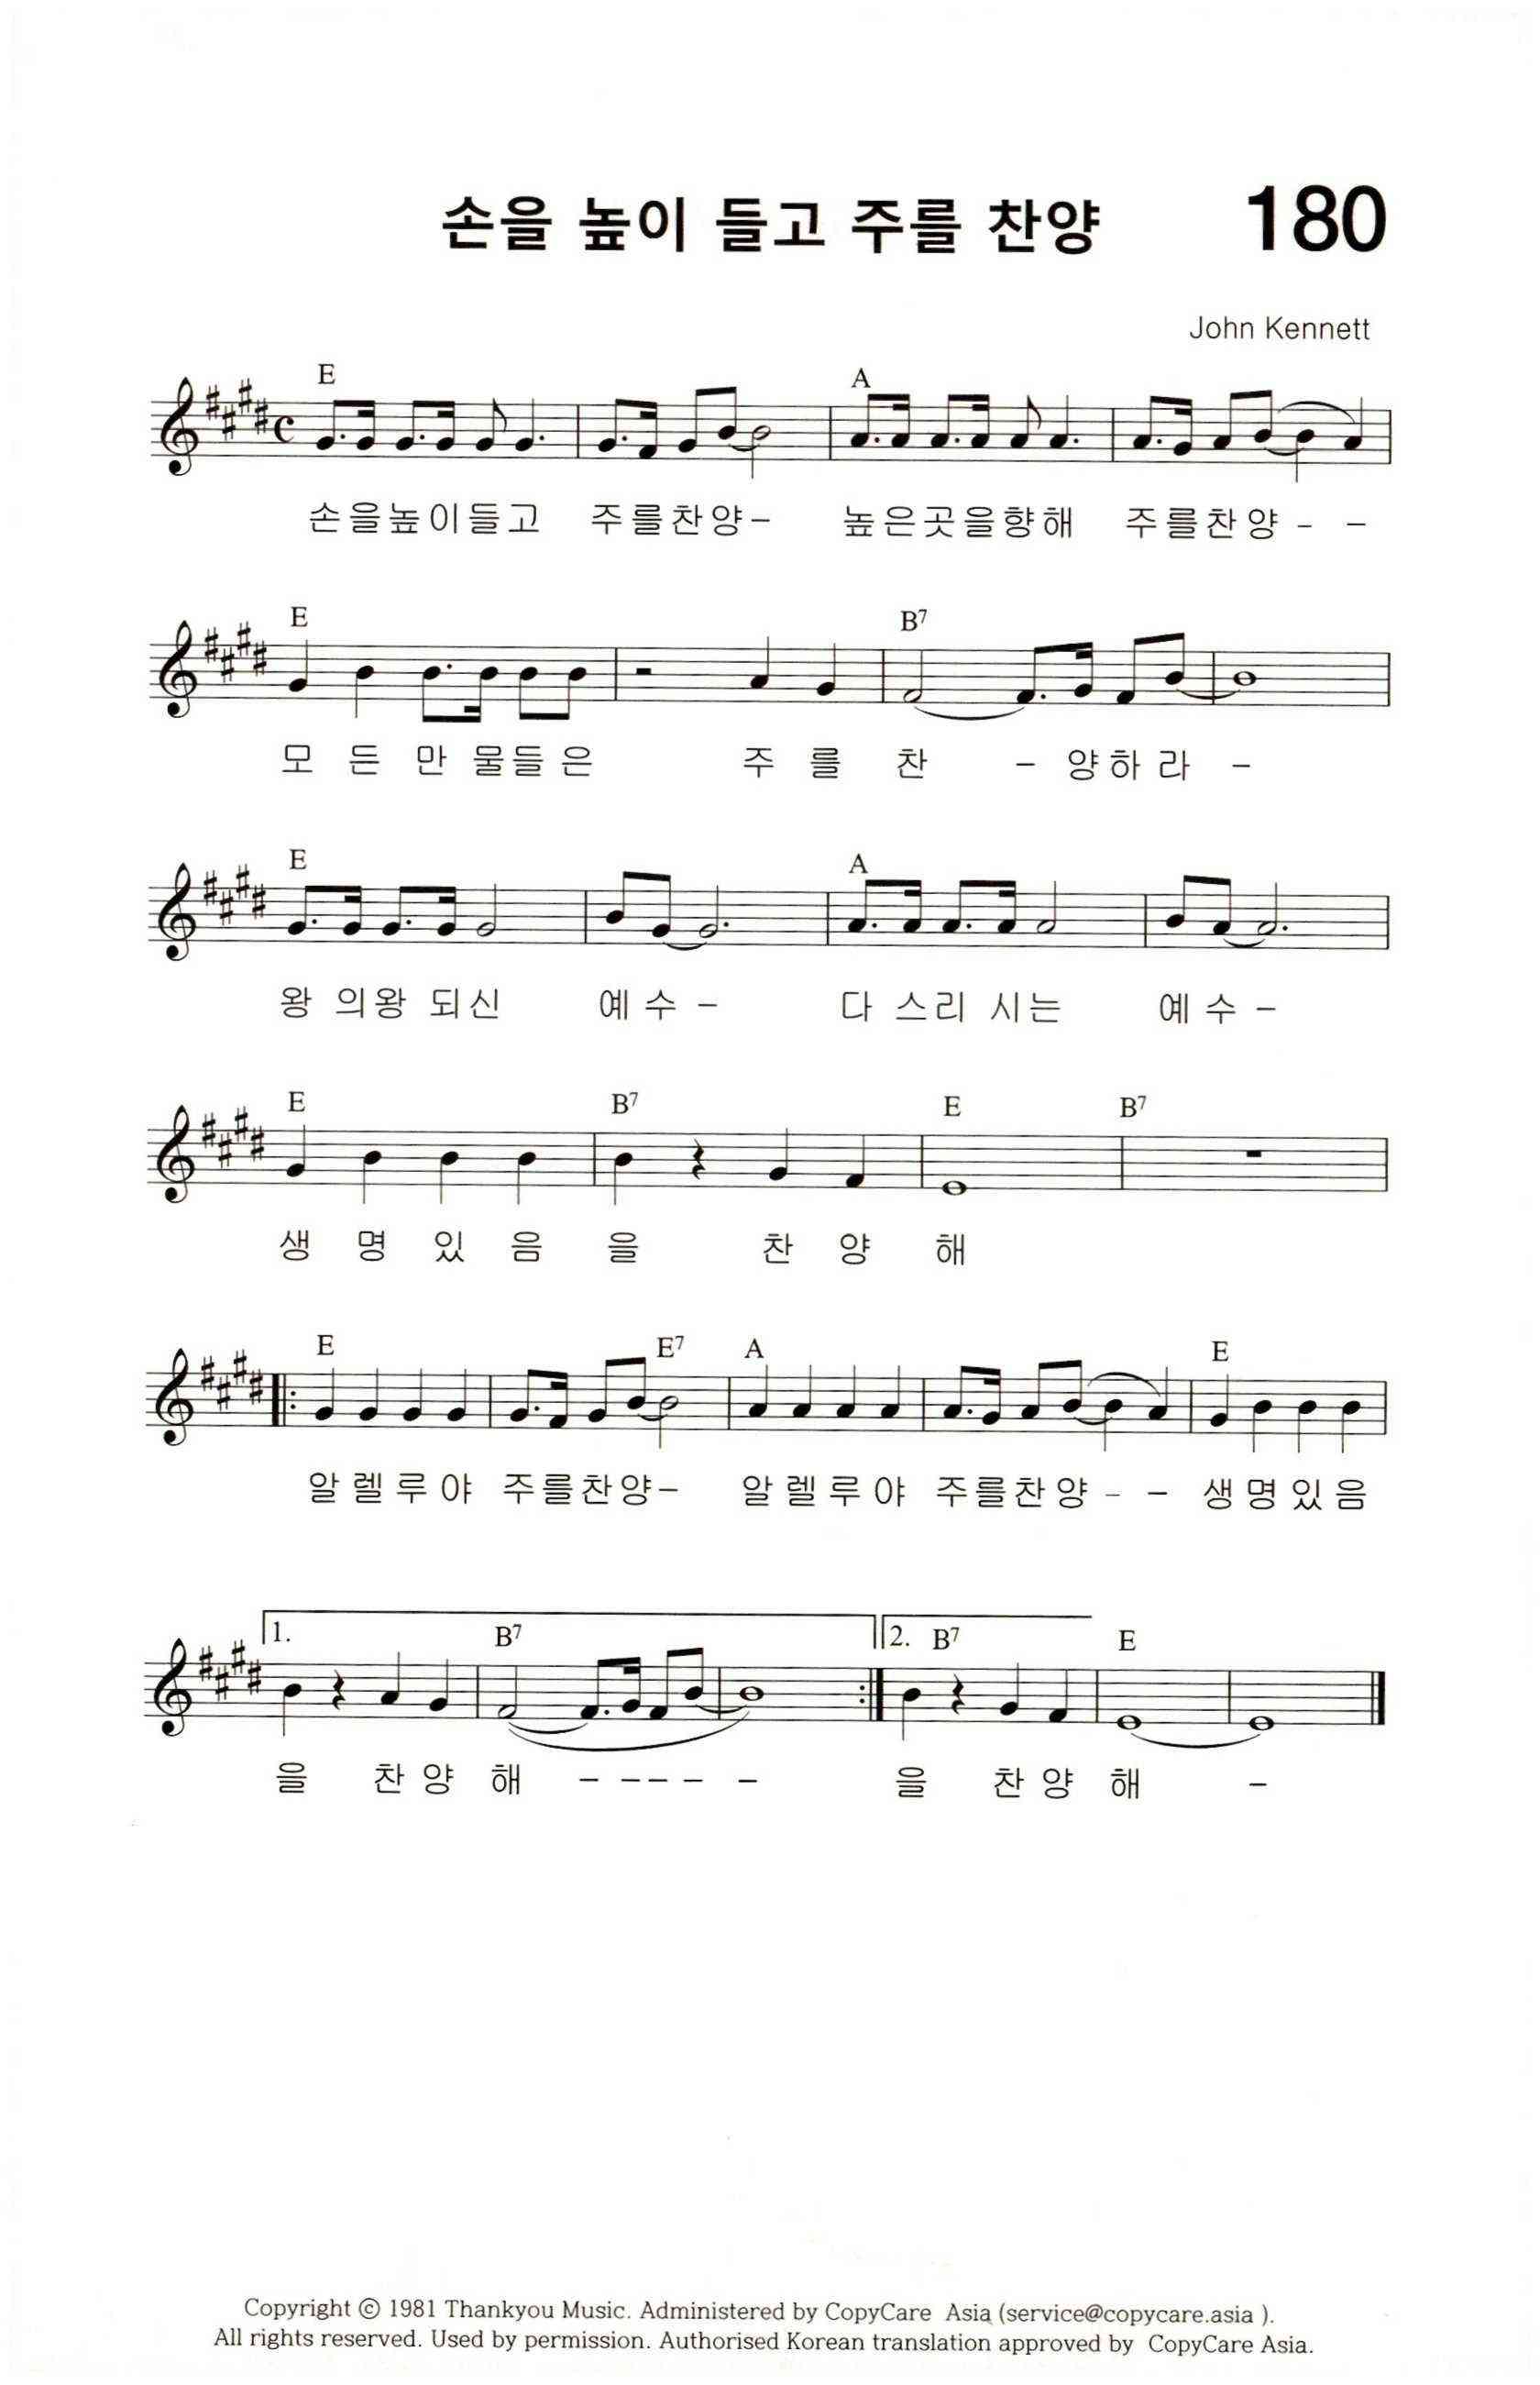 손을 높이 들고 주를 찬양 180
John Kennett
E A
손을높이들고 주를찬양- 높은곳을향해 주를찬양- -
E B7
모 든 만 물들 은 주 를 찬 - 양하 라 -
E A
왕 의왕 되신 예 수 - 다 스리 시는 예 수 -
E B7 E B7
생 명 있 음 을 찬 양 해
E E7 A E
알 렐 루 야 주를찬양- 알 렐 루 야 주를찬양 - - 생 명 있 음
1. B7 2. B7 E
을 찬 양 해 - - - - - 을 찬 양 해 -
Copyright © 1981 Thankyou Music. Administered by CopyCare Asia (service@copycare.asia ).
All rights reserved. Used by permission. Authorised Korean translation approved by CopyCare Asia.